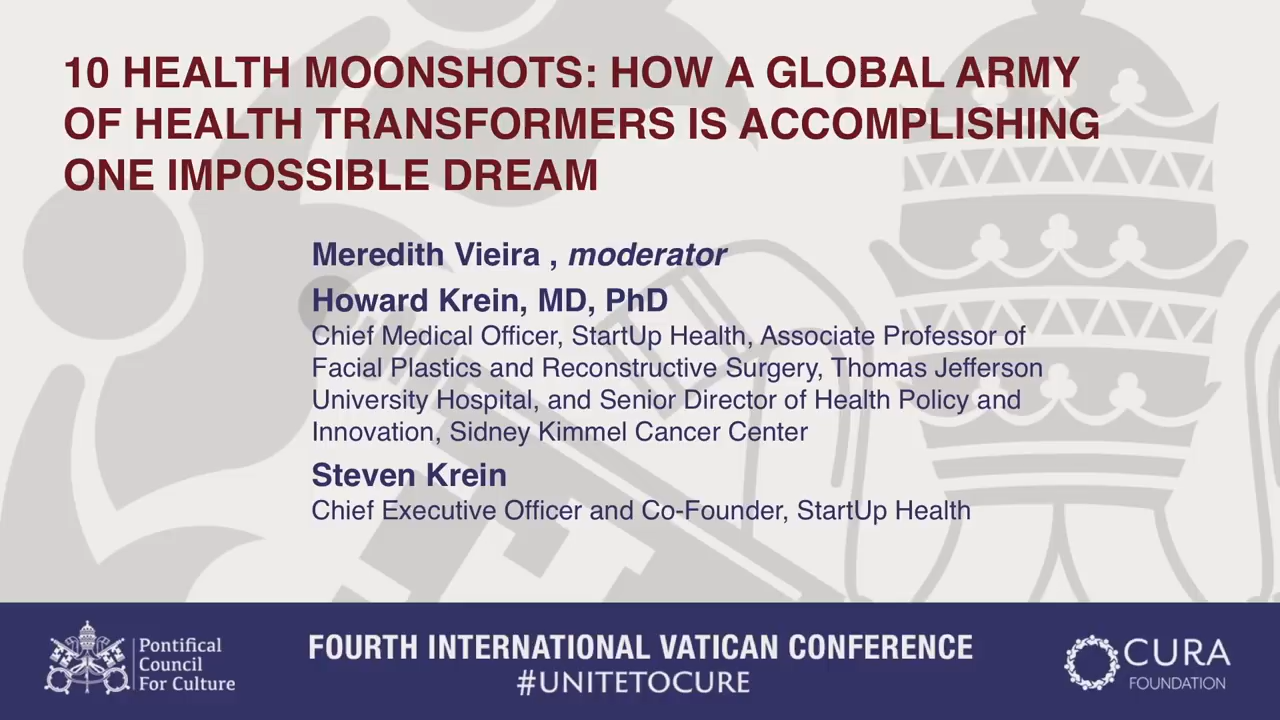 10 HEALTH MOONSHOTS: HOW A GLOBAL ARMY
OF HEALTH TRANSFORMERS IS ACCOMPLISHING
ONE IMPOSSIBLE DREAM
Meredith Vieira , moderator
Howard Krein, MD, PhD
Chief Medical Officer, StartUp Health, Associate Professor of
Facial Plastics and Reconstructive Surgery, Thomas Jefferson
University Hospital, and Senior Director of Health Policy and
Innovation, Sidney Kimmel Cancer Center
Steven Krein
Chief Executive Officer and Co-Founder, StartUp Health
Pontifical
Council
For Culture
FOURTH INTERNATIONAL VATICAN CONFERENCE
#UNITETOCURE
CURA
FOUNDATION